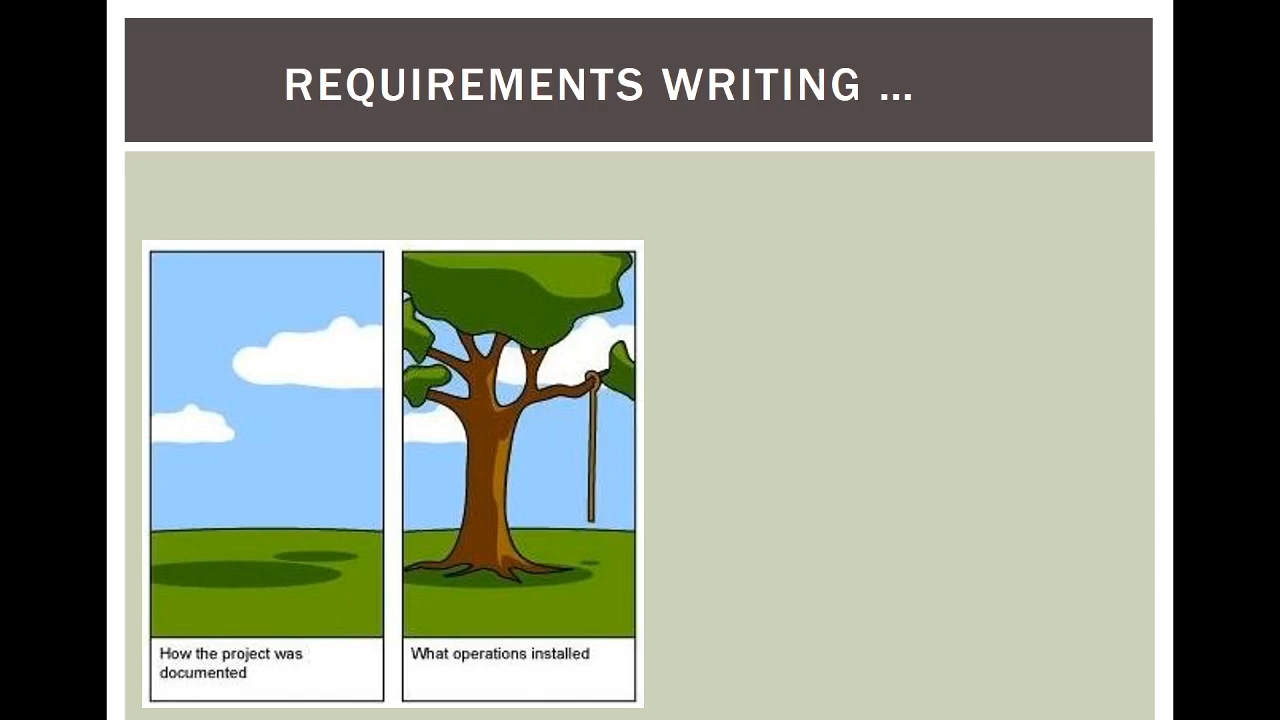 REQUIREMENTS WRITING ...
How the project was
documented
What operations installed